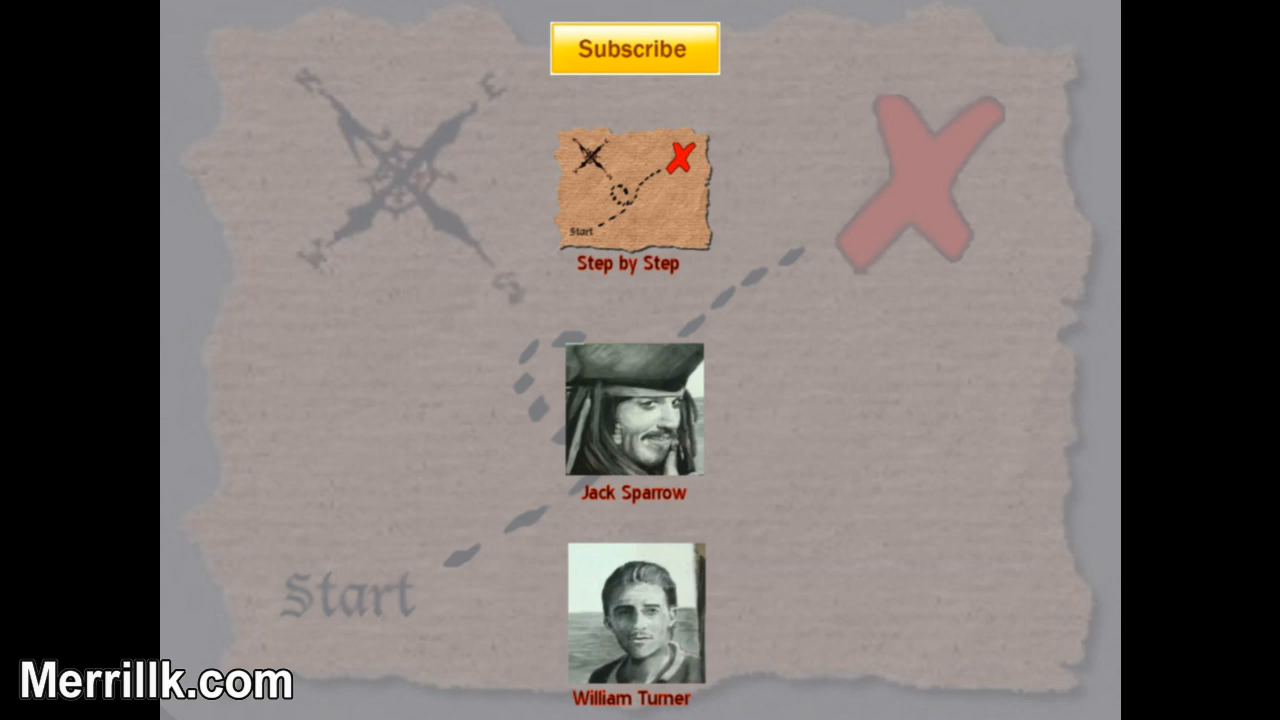 Subscribe
N
E
W
S
Start
Step by Step
Jack Sparrow
Start
William Turner
Merrillk.com